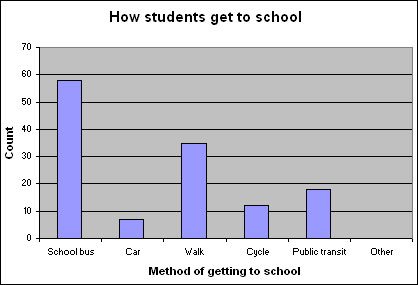 How students get to school
70
60
50
40
30
20
10
0
Count
School bus Car Walk Cycle Public transit Other
Method of getting to school